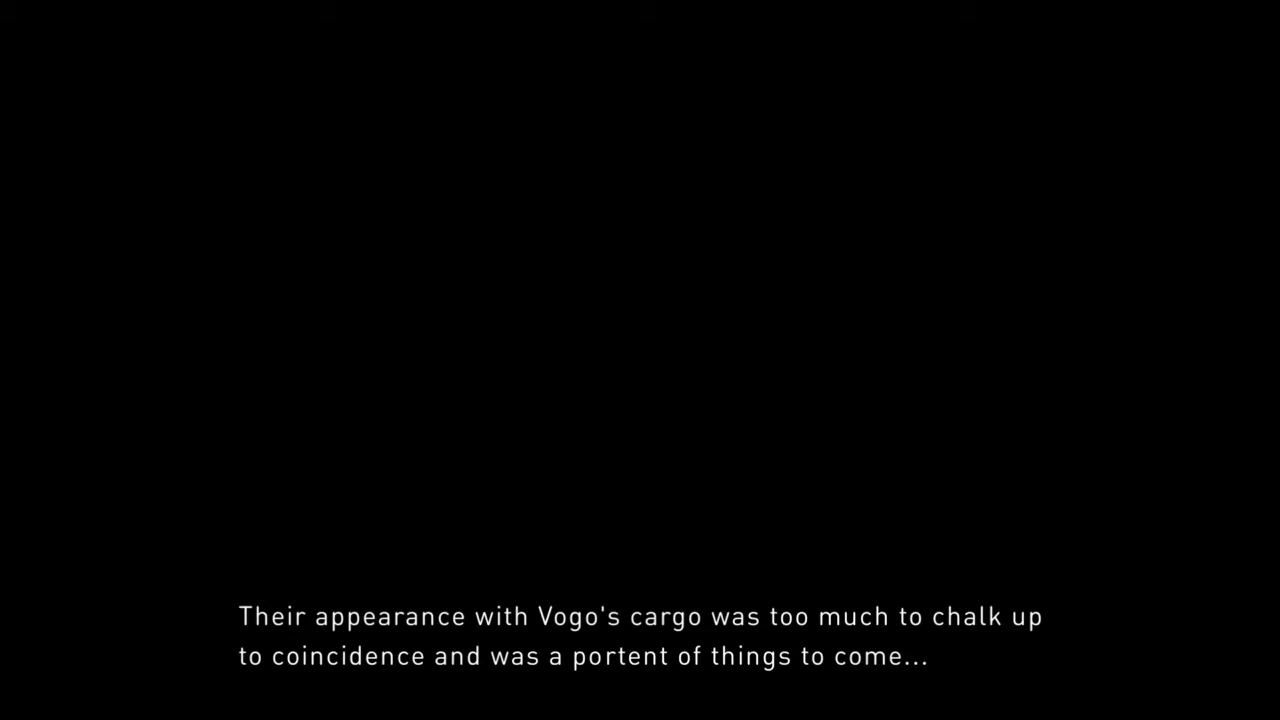 Their appearance with Vogo's cargo was too much to chalk up
to coincidence and was a portent of things to come...